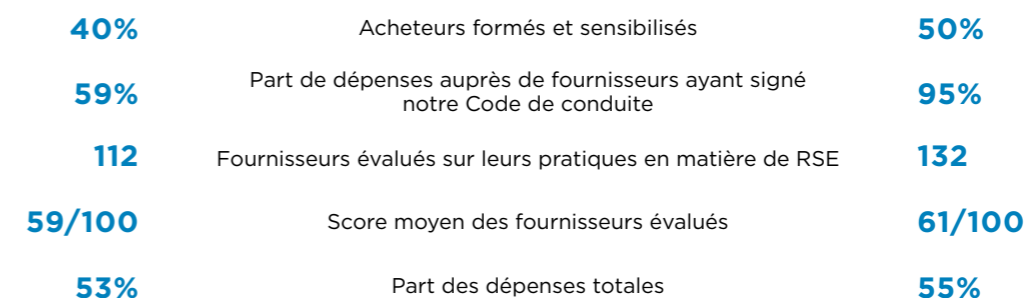 40% Acheteurs formés et sensibilisés 50%
Part de dépenses auprès de fournisseurs ayant signé
59% notre Code de conduite 95%
112 Fournisseurs évalués sur leurs pratiques en matière de RSE 132
59/100 Score moyen des fournisseurs évalués 61/100
53% Part des dépenses totales 55%